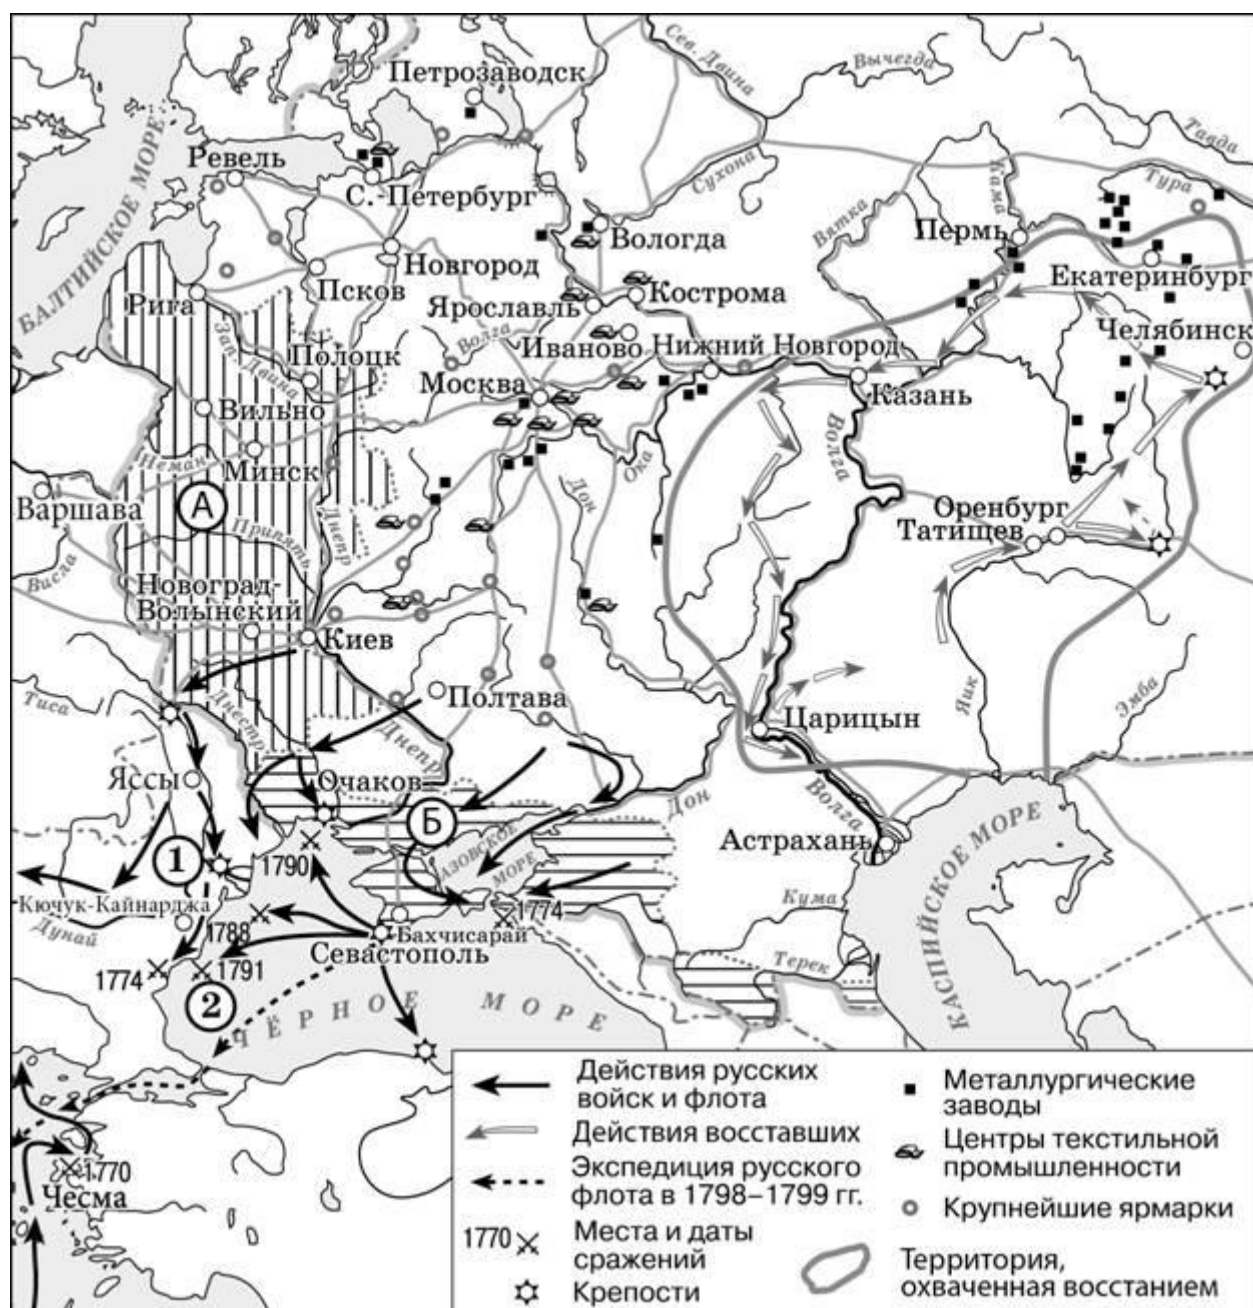 Петрозаводск
Сев. Двина
Вычегда
Тавда
БАЛТИЙСКОЕ МОРЕ
Ревель
С.-Петербург
Сухона
Кама
Тура
Вятка
Пермь
Вологда
Новгород
Псков
Рига
Екатеринбург
Кострома
Ярославль
Волга
Иваново
Нижний Новгород
Челябинск
Зап. Двина
Полоцк
Москва
Казань
Вильно
Волга
Неман
Минск
Ока
Дон
Варшава
А
Днепр
Припять
Оренбург
Татищев
Висла
Новоград-
Волынский
Киев
Полтава
Яик
Эмба
Тиса
Днестр
Днепр
Царицын
Яссы
Очаков
Дон
Волга
Б
АЗОВСКОЕ
МОРЕ
Астрахань
1
1790
КАСПИЙСКОЕ МОРЕ
Кючук-Кайнарджа
Кума
1774
Дунай
1788
Бахчисарай
Севастополь
1774
1791
Терек
2
ЧЁРНОЕ МОРЕ
1770
Чесма
Действия русских
войск и флота
Действия восставших
Экспедиция русского
флота в 1798–1799 гг.
1770
Места и даты
сражений
Крепости
Металлургические
заводы
Центры текстильной
промышленности
Крупнейшие ярмарки
Территория,
охваченная восстанием